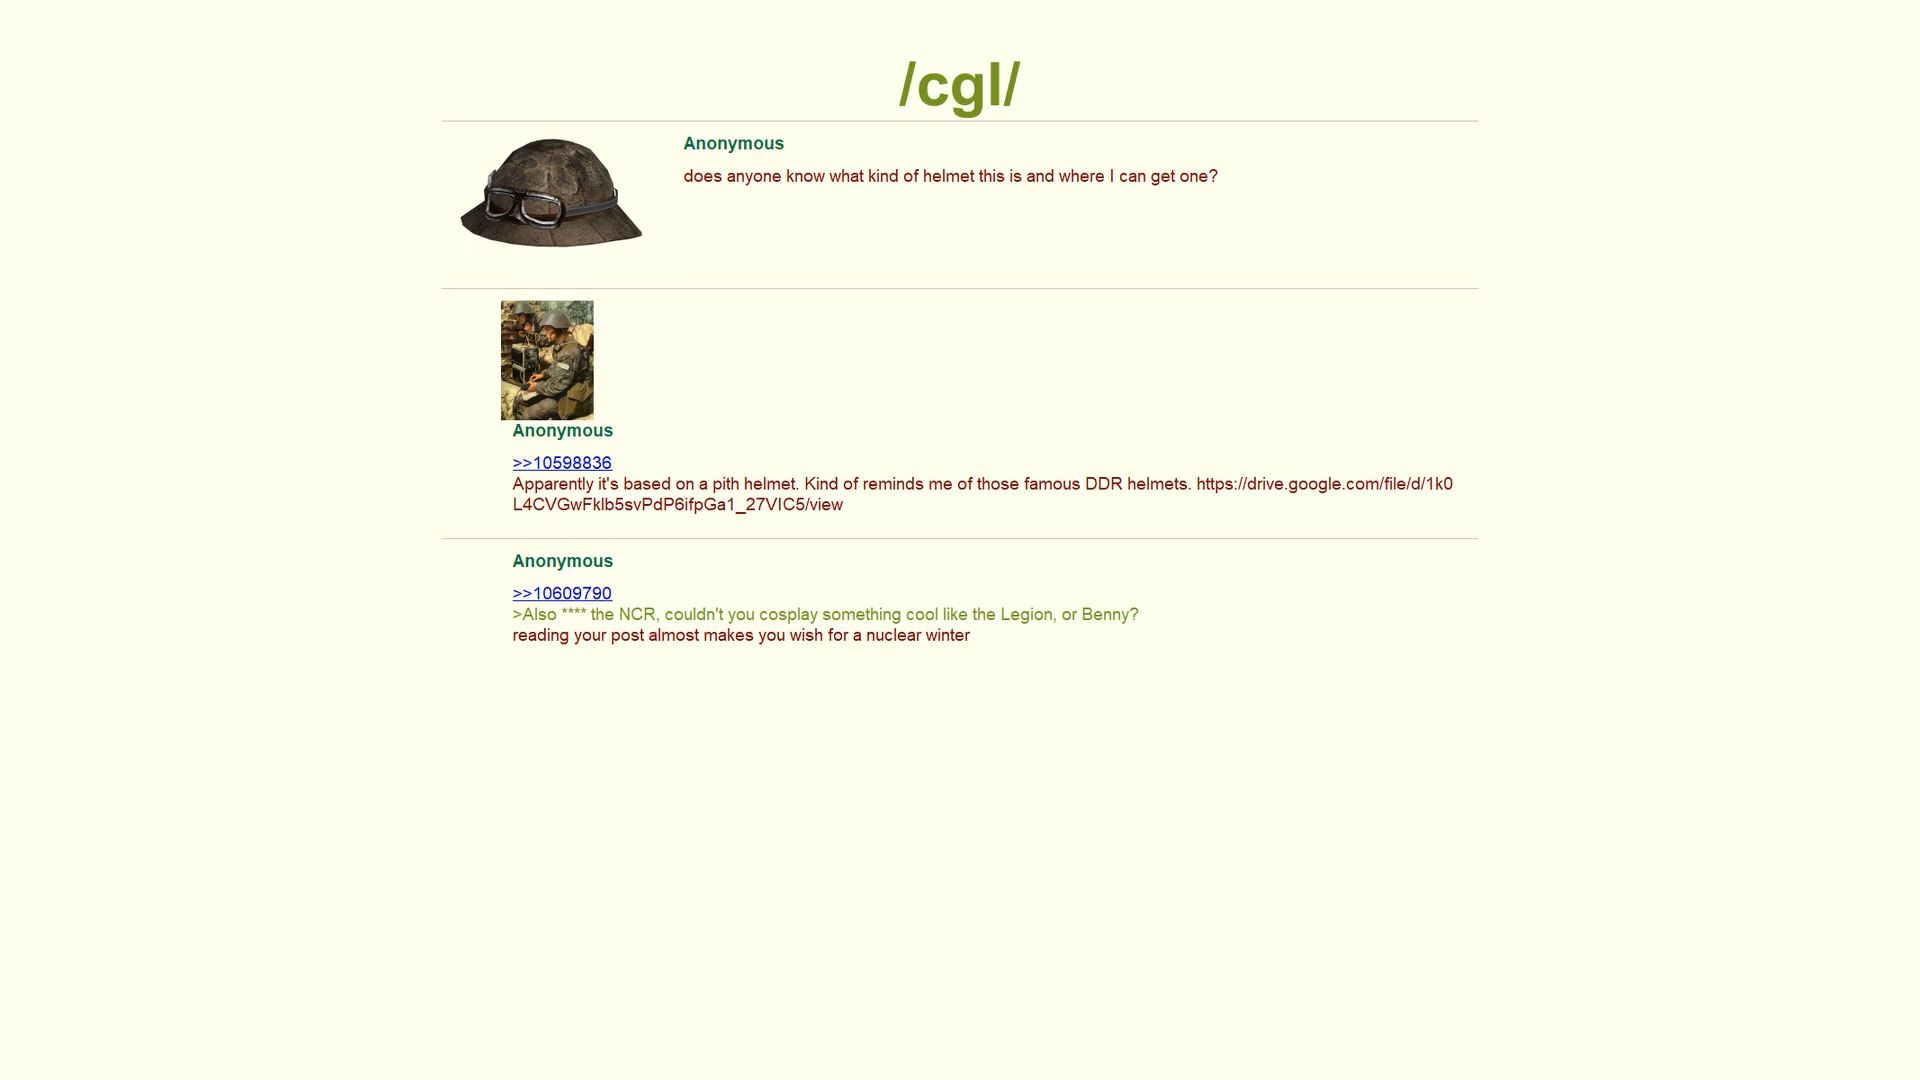 /cgl/
Anonymous
does anyone know what kind of helmet this is and where I can get one?
Anonymous
>>10598836
Apparently it's based on a pith helmet. Kind of reminds me of those famous DDR helmets. https://drive.google.com/file/d/1k0
L4CVGwFklb5svPdP6ifpGa1_27VIC5/view
Anonymous
>>10609790
>Also **** the NCR, couldn't you cosplay something cool like the Legion, or Benny?
reading your post almost makes you wish for a nuclear winter